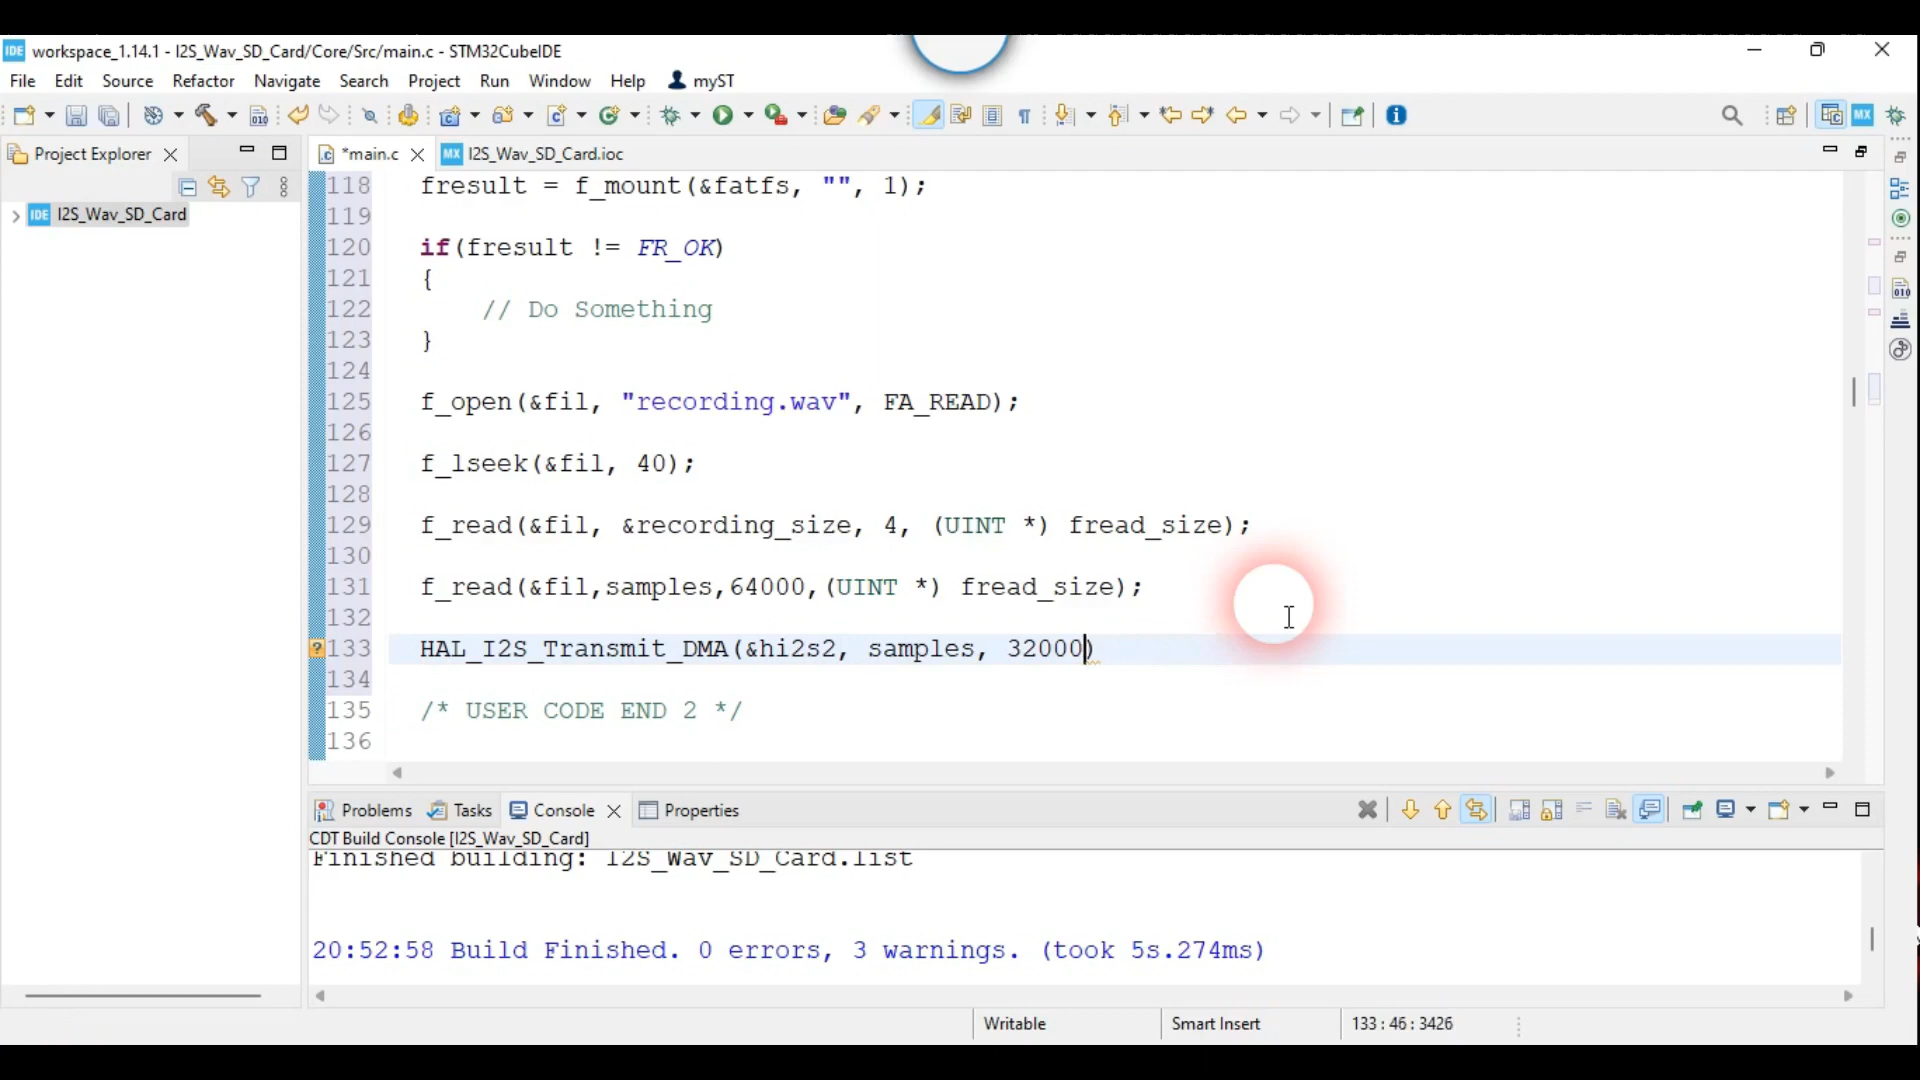 workspace_1.14.1 - I2S_Wav_SD_Card/Core/Src/main.c - STM32CubeIDE
File Edit Source Refactor Navigate Search Project Run Window Help myST
Project Explorer
*main.c
I2S_Wav_SD_Card.ioc
I2S_Wav_SD_Card
118 fresult = f_mount(&fatfs, "", 1);
119
120 if(fresult != FR_OK)
121 {
122 // Do Something
123 }
124
125 f_open(&fil, "recording.wav", FA_READ);
126
127 f_lseek(&fil, 40);
128
129 f_read(&fil, &recording_size, 4, (UINT *) fread_size);
130
131 f_read(&fil,samples,64000,(UINT *) fread_size);
132
133 HAL_I2S_Transmit_DMA(&hi2s2, samples, 32000)
134
135 /* USER CODE END 2 */
136
Problems Tasks Console Properties
CDT Build Console [I2S_Wav_SD_Card]
Finished building: I2S_Wav_SD_Card.list
20:52:58 Build Finished. 0 errors, 3 warnings. (took 5s.274ms)
Writable Smart Insert 133 : 46 : 3426